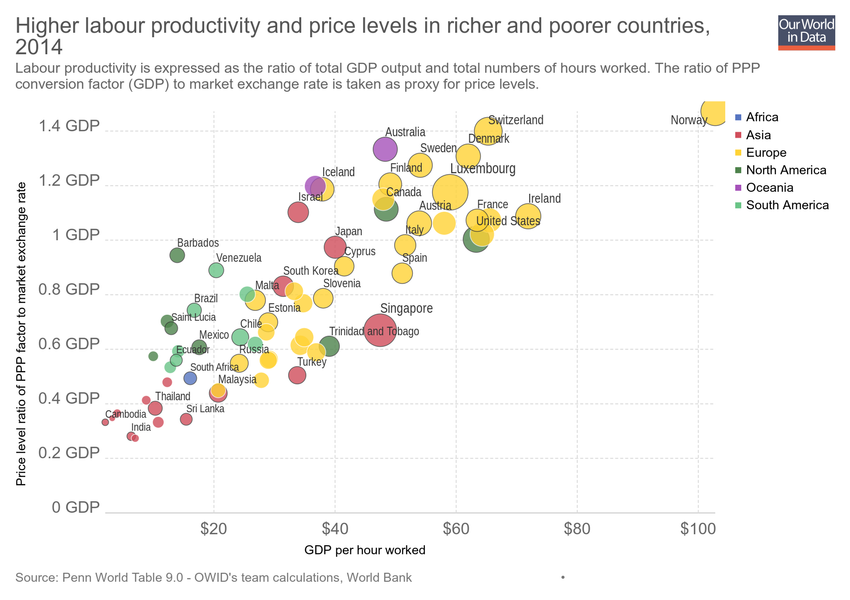 Higher labour productivity and price levels in richer and poorer countries,
2014
Our World
in Data
Labour productivity is expressed as the ratio of total GDP output and total numbers of hours worked. The ratio of PPP
conversion factor (GDP) to market exchange rate is taken as proxy for price levels.
Price level ratio of PPP factor to market exchange rate
1.4 GDP
1.2 GDP
1 GDP
0.8 GDP
0.6 GDP
0.4 GDP
0.2 GDP
0 GDP
Norway
Switzerland
Australia
Denmark
Sweden
Luxembourg
Finland
Iceland
Canada
Israel
Ireland
France
Austria
United States
Italy
Japan
Barbados
Cyprus
Spain
Venezuela
South Korea
Malta
Slovenia
Brazil
Estonia
Singapore
Saint Lucia
Chile
Trinidad and Tobago
Mexico
Ecuador
Russia
South Africa
Turkey
Malaysia
Thailand
Sri Lanka
Cambodia
India
$20
$40
$60
$80
$100
GDP per hour worked
Africa
Asia
Europe
North America
Oceania
South America
Source: Penn World Table 9.0 - OWID's team calculations, World Bank
•